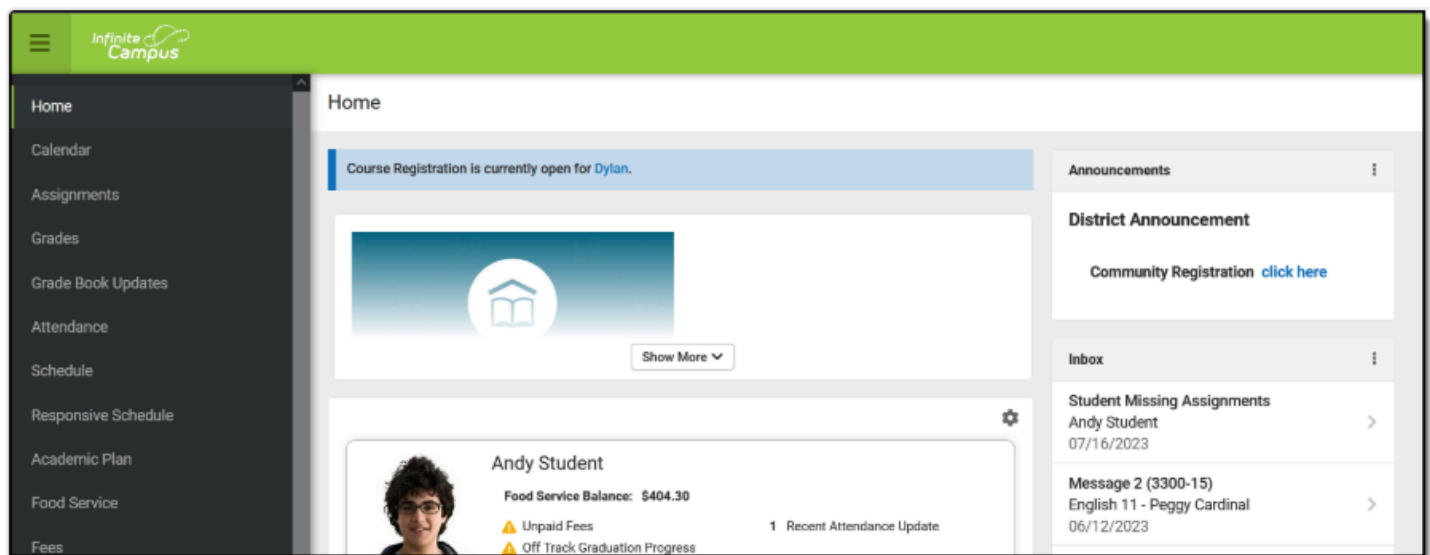 Infinite
Campus
Home
Calendar
Assignments
Grades
Grade Book Updates
Attendance
Schedule
Responsive Schedule
Academic Plan
Food Service
Fees
Home
Course Registration is currently open for Dylan.
Show More
Andy Student
Food Service Balance: $404.30
Unpaid Fees
1 Recent Attendance Update
Off Track Graduation Progress
Announcements
District Announcement
Community Registration click here
Inbox
Student Missing Assignments
Andy Student
07/16/2023
Message 2 (3300-15)
English 11 - Peggy Cardinal
06/12/2023